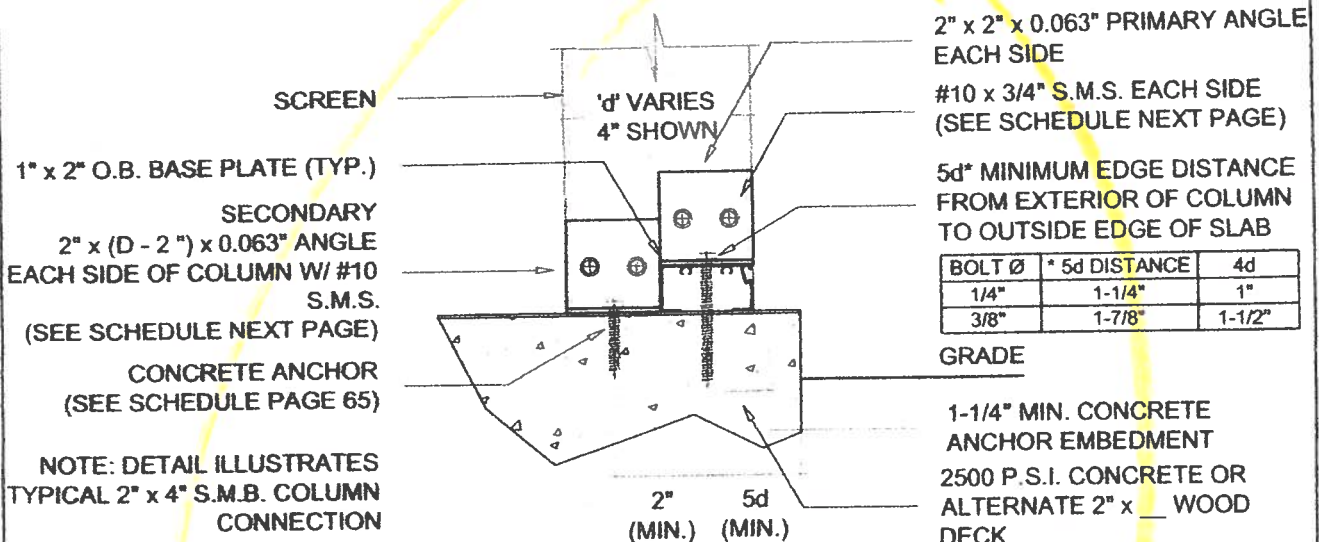 SCREEN
1" x 2" O.B. BASE PLATE (TYP.)
SECONDARY
2" x (D - 2 ") x 0.063" ANGLE
EACH SIDE OF COLUMN W/ #10
S.M.S.
(SEE SCHEDULE NEXT PAGE)
CONCRETE ANCHOR
(SEE SCHEDULE PAGE 65)
NOTE: DETAIL ILLUSTRATES
TYPICAL 2" x 4" S.M.B. COLUMN
CONNECTION
'd' VARIES
4" SHOWN
2"
(MIN.)
5d
(MIN.)
2" x 2" x 0.063" PRIMARY ANGLE
EACH SIDE
#10 x 3/4" S.M.S. EACH SIDE
(SEE SCHEDULE NEXT PAGE)
5d* MINIMUM EDGE DISTANCE
FROM EXTERIOR OF COLUMN
TO OUTSIDE EDGE OF SLAB
BOLT Ø * 5d DISTANCE 4d
1/4" 1-1/4" 1"
3/8" 1-7/8" 1-1/2"
GRADE
1-1/4" MIN. CONCRETE
ANCHOR EMBEDMENT
2500 P.S.I. CONCRETE OR
ALTERNATE 2" x __ WOOD
DECK